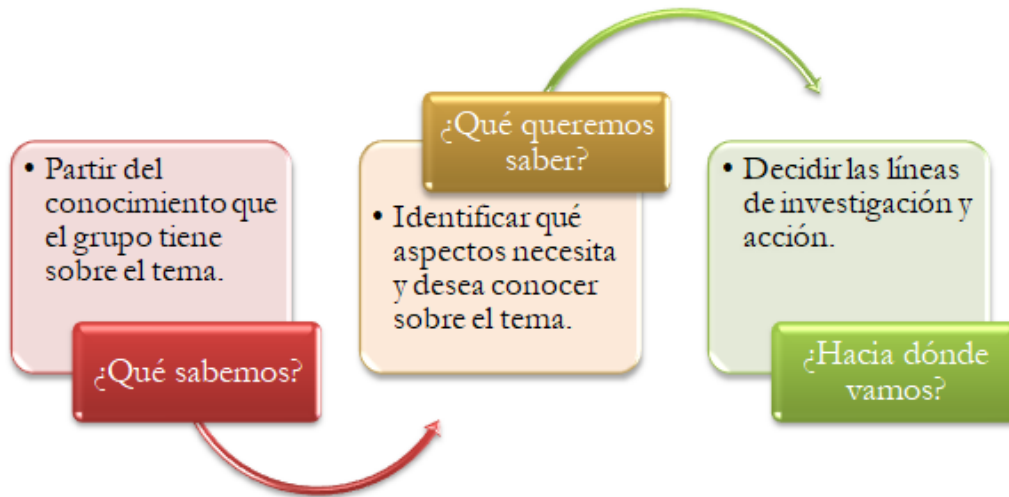 • Partir del
conocimiento que
el grupo tiene
sobre el tema.
¿Qué sabemos?
¿Qué queremos
saber?
• Identificar qué
aspectos necesita
y desea conocer
sobre el tema.
• Decidir las líneas
de investigación y
acción.
¿Hacia dónde
vamos?